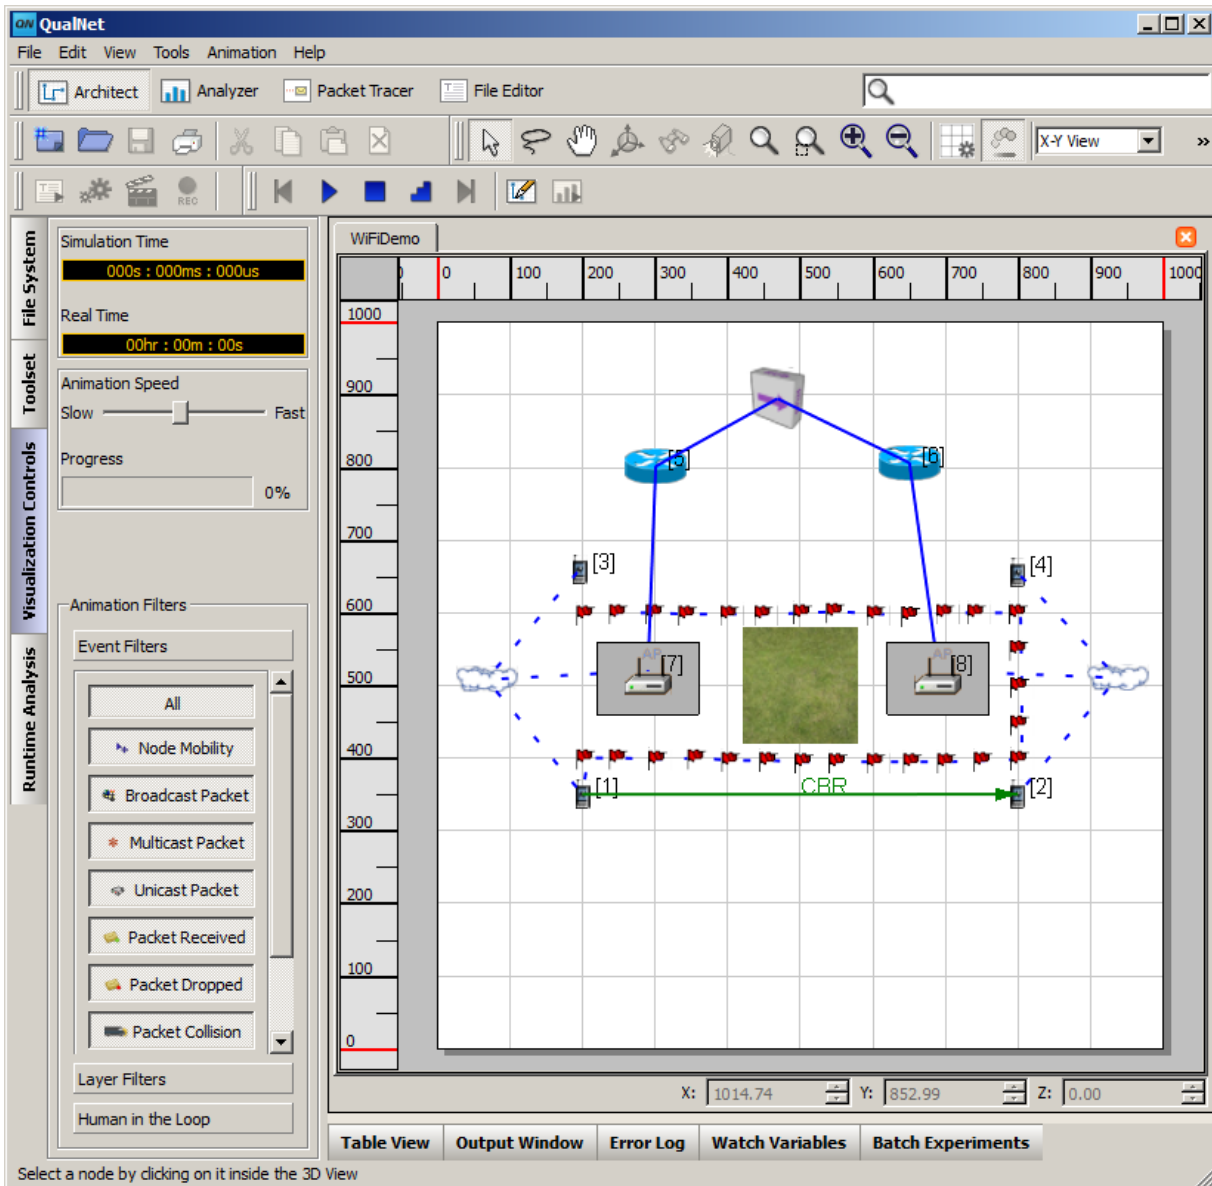 QN QualNet
File Edit View Tools Animation Help
Architect Analyzer Packet Tracer File Editor
X-Y View »
REC
File System
Toolset
Visualization Controls
Runtime Analysis
Simulation Time
000s : 000ms : 000us
Real Time
00hr : 00m : 00s
Animation Speed
Slow Fast
Progress
0%
Animation Filters
Event Filters
All
Node Mobility
Broadcast Packet
Multicast Packet
Unicast Packet
Packet Received
Packet Dropped
Packet Collision
Layer Filters
Human in the Loop
WiFiDemo
0 100 200 300 400 500 600 700 800 900 1000
1000
900
800
700
600
500
400
300
200
100
0
[5] [6]
[3] [4]
AP AP
[7] [8]
[1] CBR [2]
X: 1014.74 Y: 852.99 Z: 0.00
Table View Output Window Error Log Watch Variables Batch Experiments
Select a node by clicking on it inside the 3D View